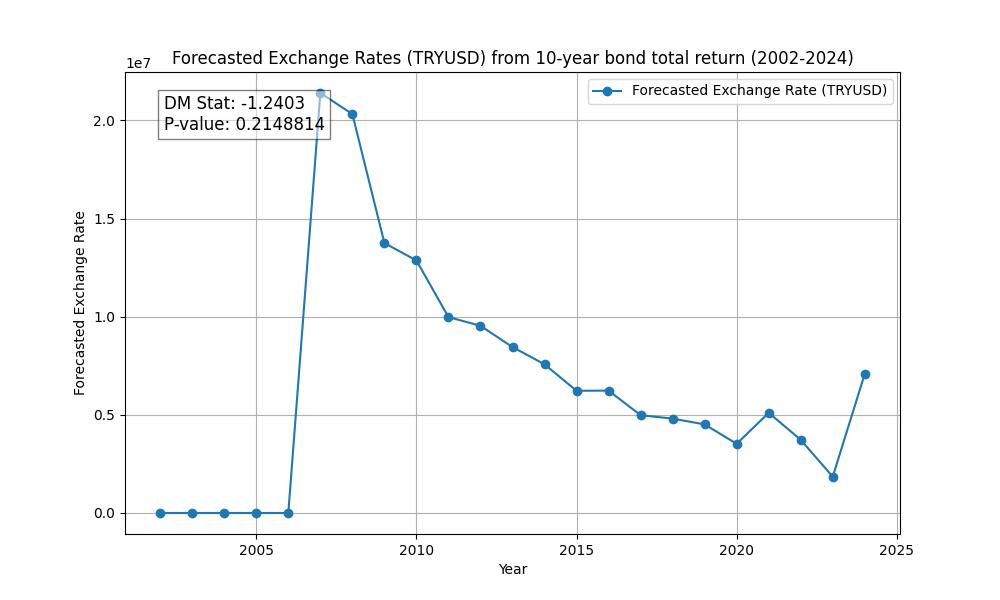 Forecasted Exchange Rates (TRYUSD) from 10-year bond total return (2002-2024)
1e7
Forecasted Exchange Rate (TRYUSD)
DM Stat: -1.2403
P-value: 0.2148814
2.0
1.5
1.0
0.5
0.0
Forecasted Exchange Rate
2005 2010 2015 2020 2025
Year